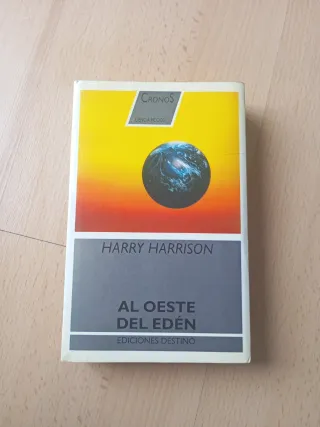 CRONOS
HARRY HARRISON
AL OESTE
DEL EDÉN
EDICIONES DESTINO